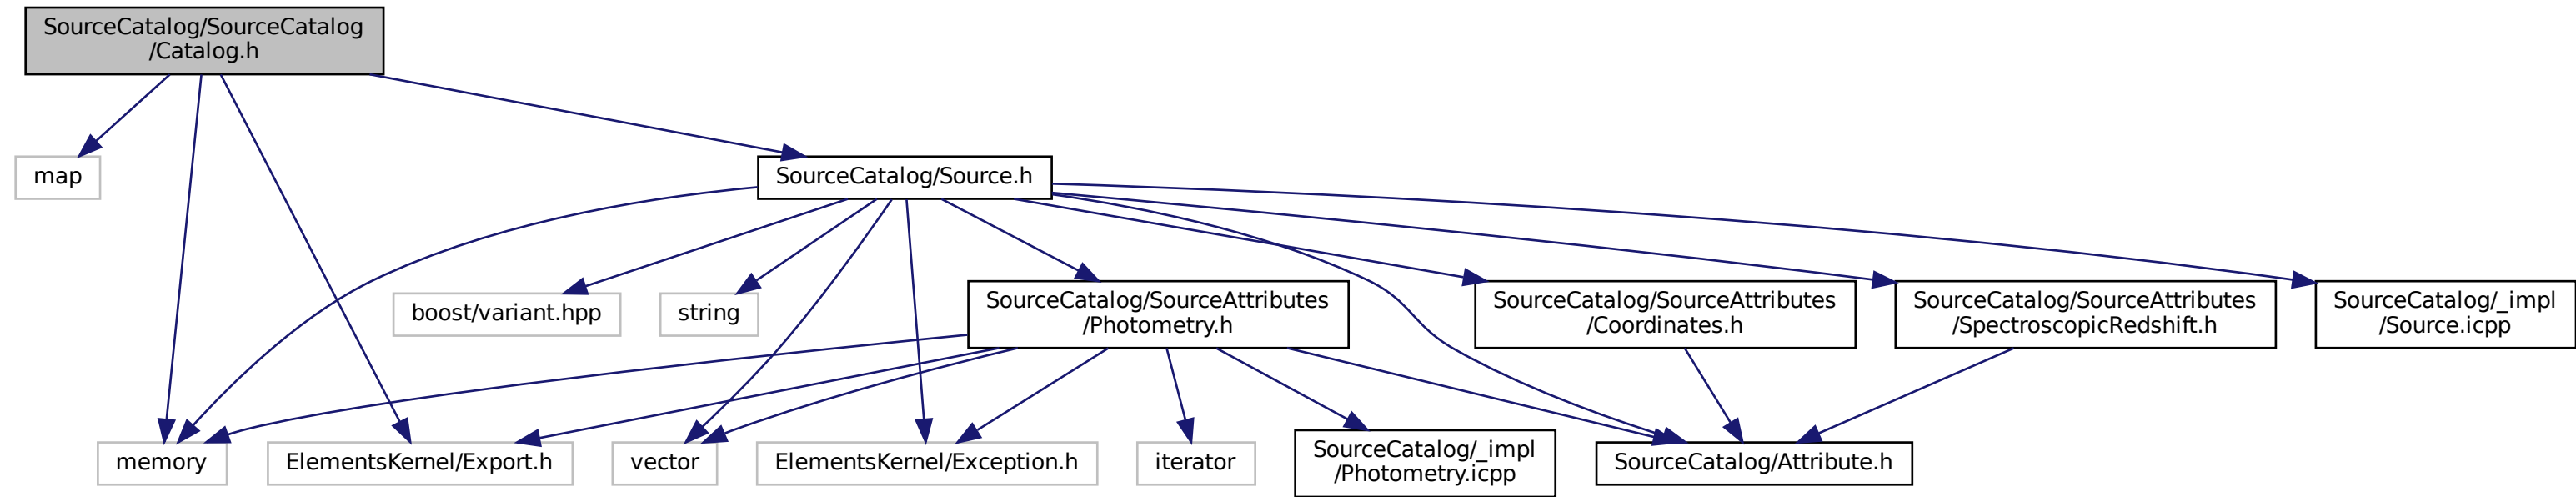 SourceCatalog/SourceCatalog
/Catalog.h
map
SourceCatalog/Source.h
boost/variant.hpp
string
SourceCatalog/SourceAttributes
/Photometry.h
SourceCatalog/SourceAttributes
/Coordinates.h
SourceCatalog/SourceAttributes
/SpectroscopicRedshift.h
SourceCatalog/_impl
/Source.icpp
memory
ElementsKernel/Export.h
vector
ElementsKernel/Exception.h
iterator
SourceCatalog/_impl
/Photometry.icpp
SourceCatalog/Attribute.h